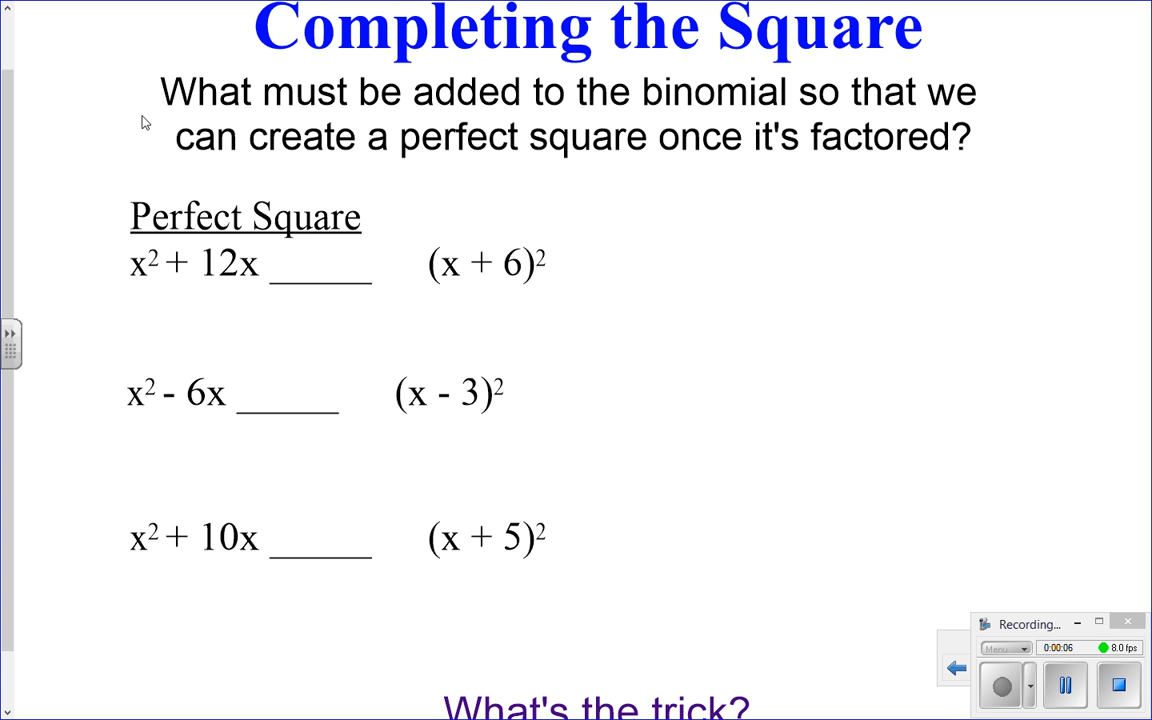 Completing the Square
What must be added to the binomial so that we
can create a perfect square once it's factored?
Perfect Square
x² + 12x ______ (x + 6)²
x² - 6x ______ (x - 3)²
x² + 10x ______ (x + 5)²
What's the trick?
Recording...
Menu
0:00:06
8.0 fps